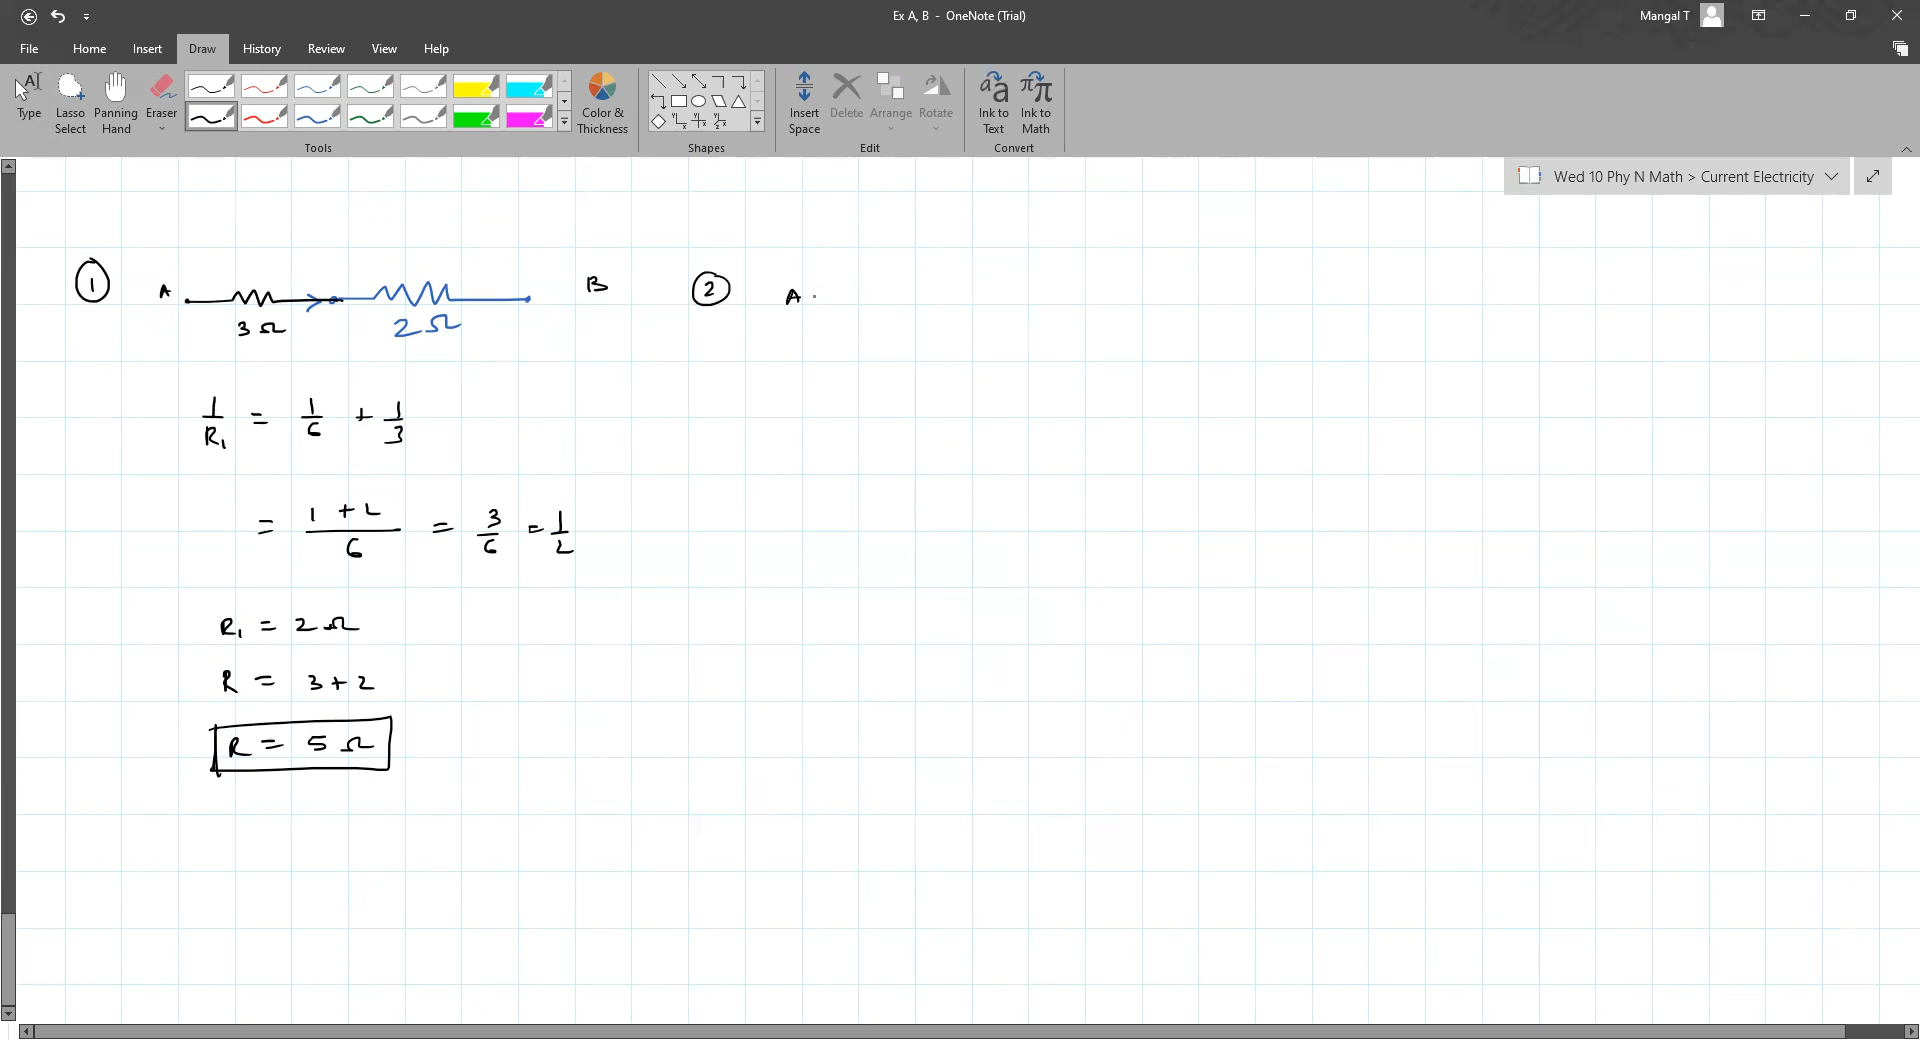 Ex A, B - OneNote (Trial)
Mangal T
File Home Insert Draw History Review View Help
Type
Lasso Select
Panning Hand
Eraser
Color & Thickness
Insert Space
Delete
Arrange
Rotate
Ink to Text
Ink to Math
Tools
Shapes
Edit
Convert
Wed 10 Phy N Math > Current Electricity
① A B
3 Ω 2 Ω
1/R₁ = 1/6 + 1/3
= (1 + 2)/6 = 3/6 = 1/2
R₁ = 2 Ω
R = 3 + 2
R = 5 Ω
② A